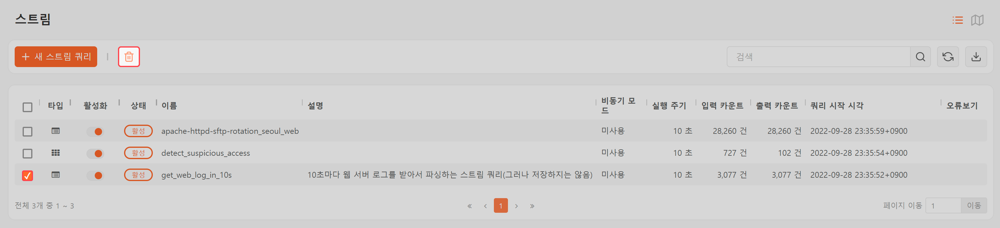 스트림
+ 새 스트림 쿼리
검색
타입 활성화 상태 이름 설명 비동기 모드 실행 주기 입력 카운트 출력 카운트 쿼리 시작 시각 오류보기
활성 apache-httpd-sftp-rotation_seoul_web 미사용 10 초 28,260 건 28,260 건 2022-09-28 23:35:59+0900
활성 detect_suspicious_access 미사용 10 초 727 건 102 건 2022-09-28 23:35:54+0900
활성 get_web_log_in_10s 10초마다 웹 서버 로그를 받아서 파싱하는 스트림 쿼리(그러나 저장하지는 않음) 미사용 10 초 3,077 건 3,077 건 2022-09-28 23:35:52+0900
전체 3개 중 1 ~ 3 « ‹ 1 › » 페이지 이동 1 이동